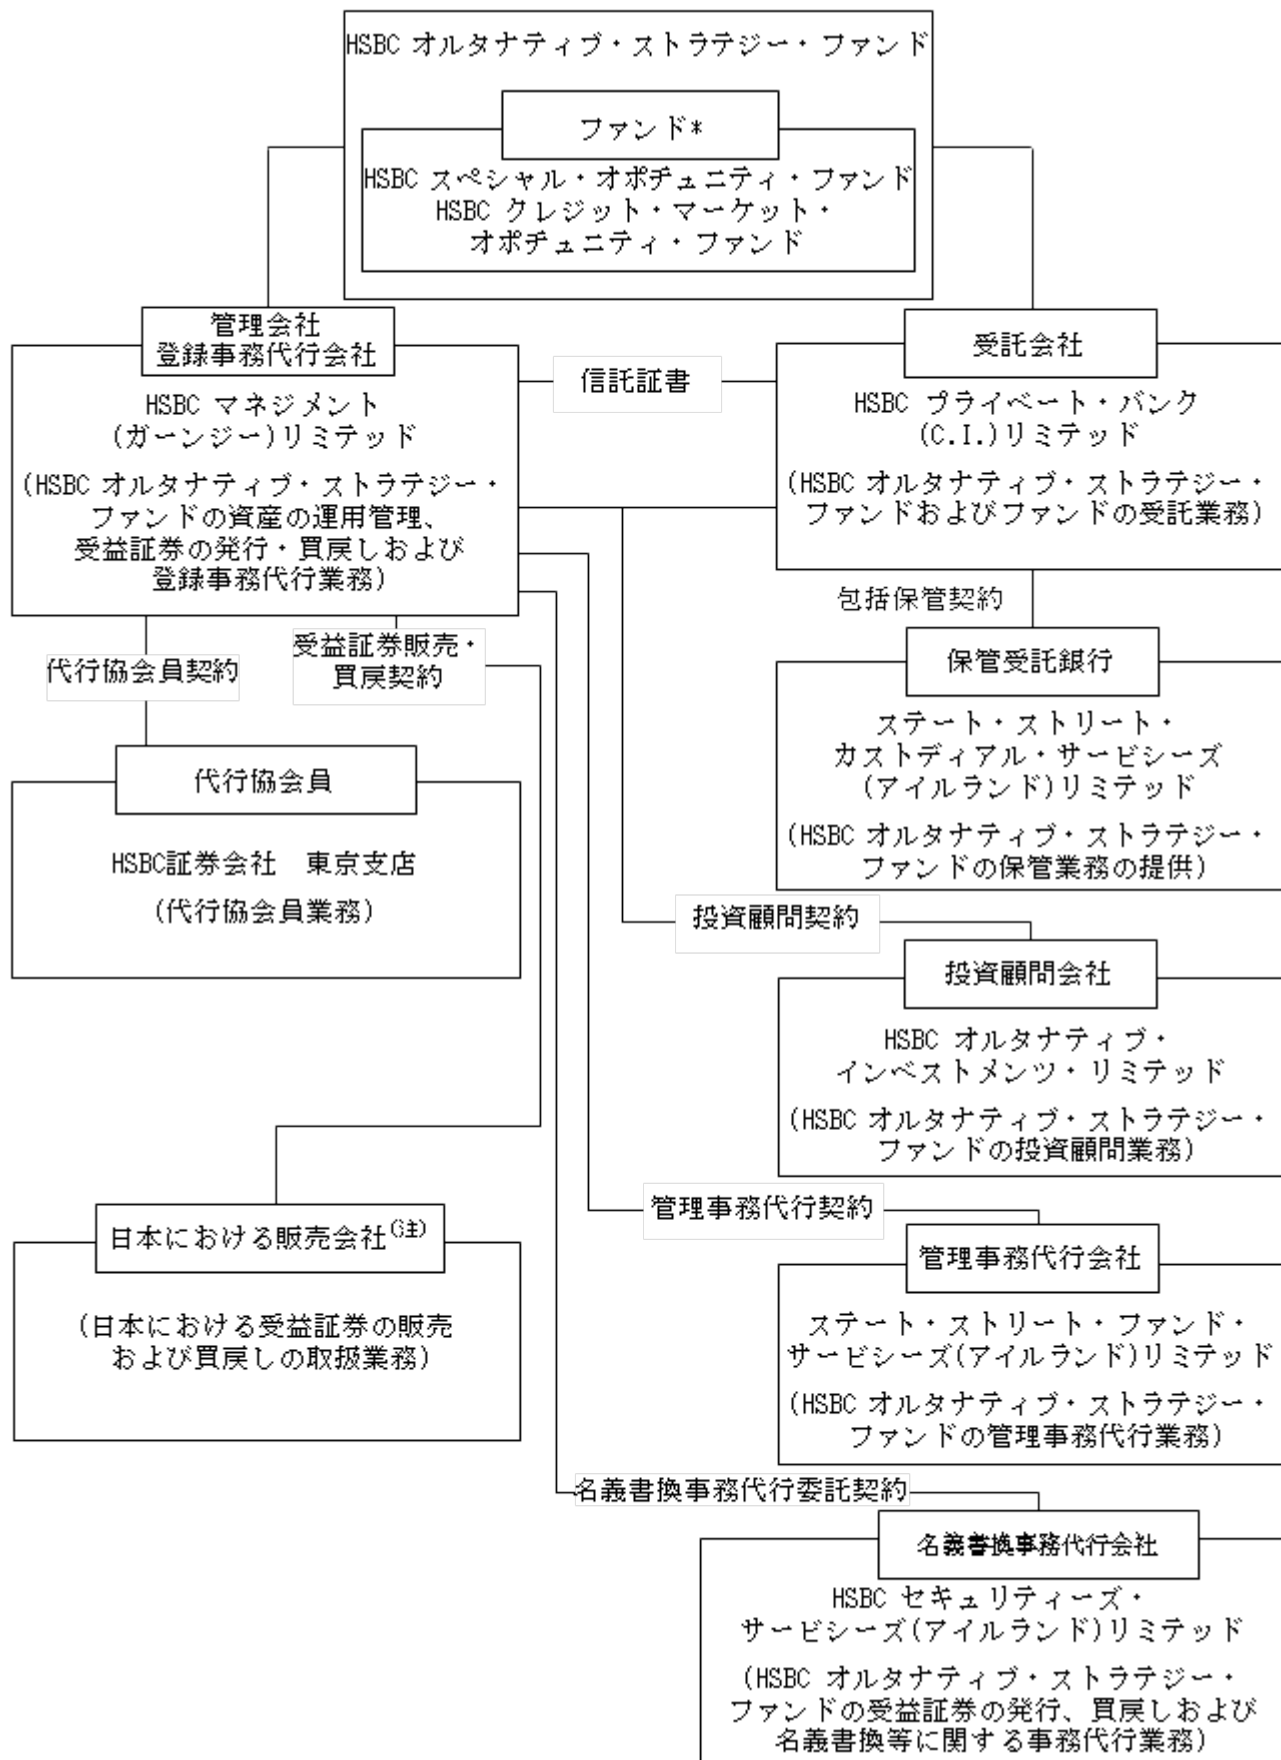 HSBC オルタナティブ・ストラテジー・ファンド
ファンド*
HSBC スペシャル・オポチュニティ・ファンド
HSBC クレジット・マーケット・
オポチュニティ・ファンド
管理会社
登録事務代行会社
HSBC マネジメント
(ガーンジー)リミテッド
(HSBC オルタナティブ・ストラテジー・
ファンドの資産の運用管理、
受益証券の発行・買戻しおよび
登録事務代行業務)
信託証書
受託会社
HSBC プライベート・バンク
(C.I.)リミテッド
(HSBC オルタナティブ・ストラテジー・
ファンドおよびファンドの受託業務)
包括保管契約
代行協会員契約
受益証券販売・
買戻契約
保管受託銀行
ステート・ストリート・
カストディアル・サービシーズ
(アイルランド)リミテッド
(HSBC オルタナティブ・ストラテジー・
ファンドの保管業務の提供)
代行協会員
HSBC証券会社 東京支店
(代行協会員業務)
投資顧問契約
投資顧問会社
HSBC オルタナティブ・
インベストメンツ・リミテッド
(HSBC オルタナティブ・ストラテジー・
ファンドの投資顧問業務)
管理事務代行契約
日本における販売会社(注)
(日本における受益証券の販売
および買戻しの取扱業務)
管理事務代行会社
ステート・ストリート・ファンド・
サービシーズ(アイルランド)リミテッド
(HSBC オルタナティブ・ストラテジー・
ファンドの管理事務代行業務)
名義書換事務代行委託契約
名義書換事務代行会社
HSBC セキュリティーズ・
サービシーズ(アイルランド)リミテッド
(HSBC オルタナティブ・ストラテジー・
ファンドの受益証券の発行、買戻しおよび
名義書換等に関する事務代行業務)